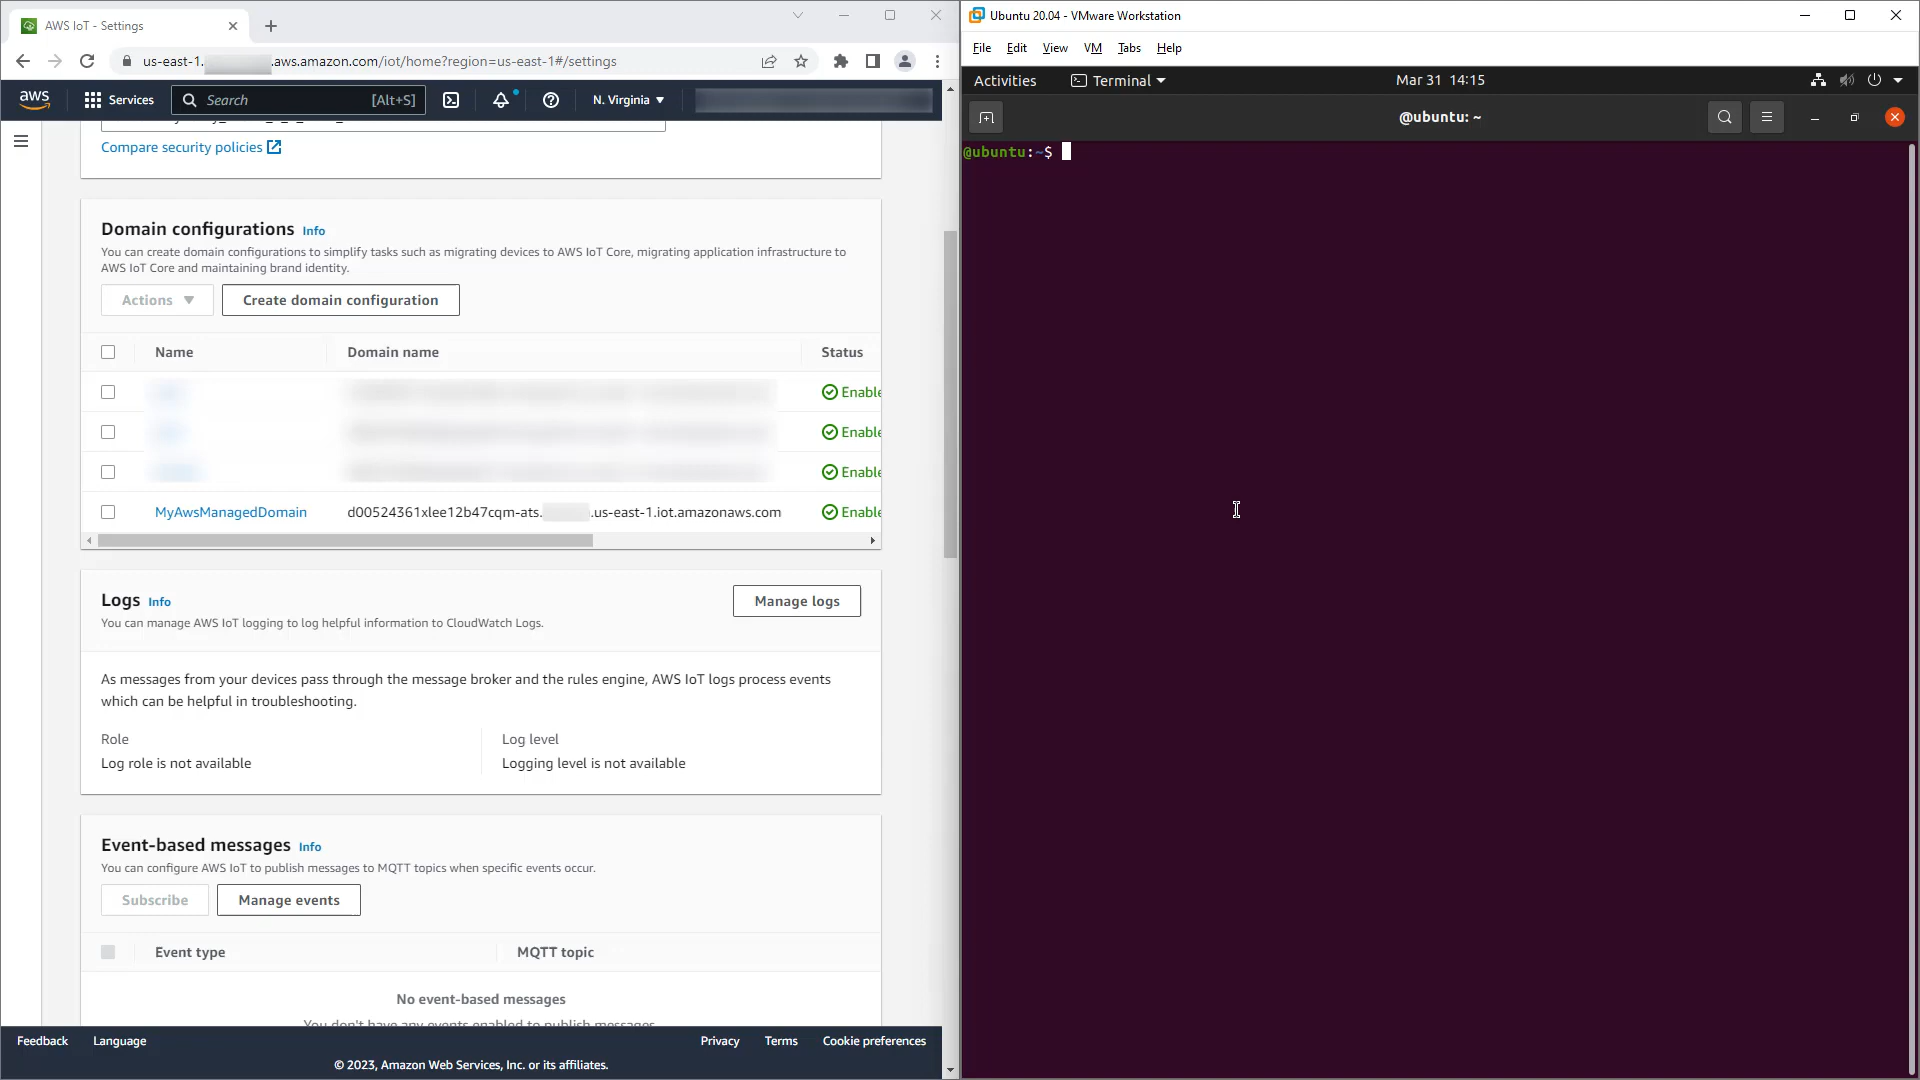 AWS IoT - Settings
us-east-1.
.aws.amazon.com/iot/home?region=us-east-1#/settings
aws
Services
Search
[Alt+S]
N. Virginia
Compare security policies
Domain configurations Info
You can create domain configurations to simplify tasks such as migrating devices to AWS IoT Core, migrating application infrastructure to
AWS IoT Core and maintaining brand identity.
Actions
Create domain configuration
Name
Domain name
Status
Enable
Enable
Enable
MyAwsManagedDomain
d00524361xlee12b47cqm-ats.
.us-east-1.iot.amazonaws.com
Enable
Logs Info
Manage logs
You can manage AWS IoT logging to log helpful information to CloudWatch Logs.
As messages from your devices pass through the message broker and the rules engine, AWS IoT logs process events
which can be helpful in troubleshooting.
Role
Log level
Log role is not available
Logging level is not available
Event-based messages Info
You can configure AWS IoT to publish messages to MQTT topics when specific events occur.
Subscribe
Manage events
Event type
MQTT topic
No event-based messages
You don't have any events enabled to publish messages
Feedback
Language
Privacy
Terms
Cookie preferences
© 2023, Amazon Web Services, Inc. or its affiliates.
Ubuntu 20.04 - VMware Workstation
File
Edit
View
VM
Tabs
Help
Activities
Terminal
Mar 31 14:15
@ubuntu: ~
@ubuntu:~$